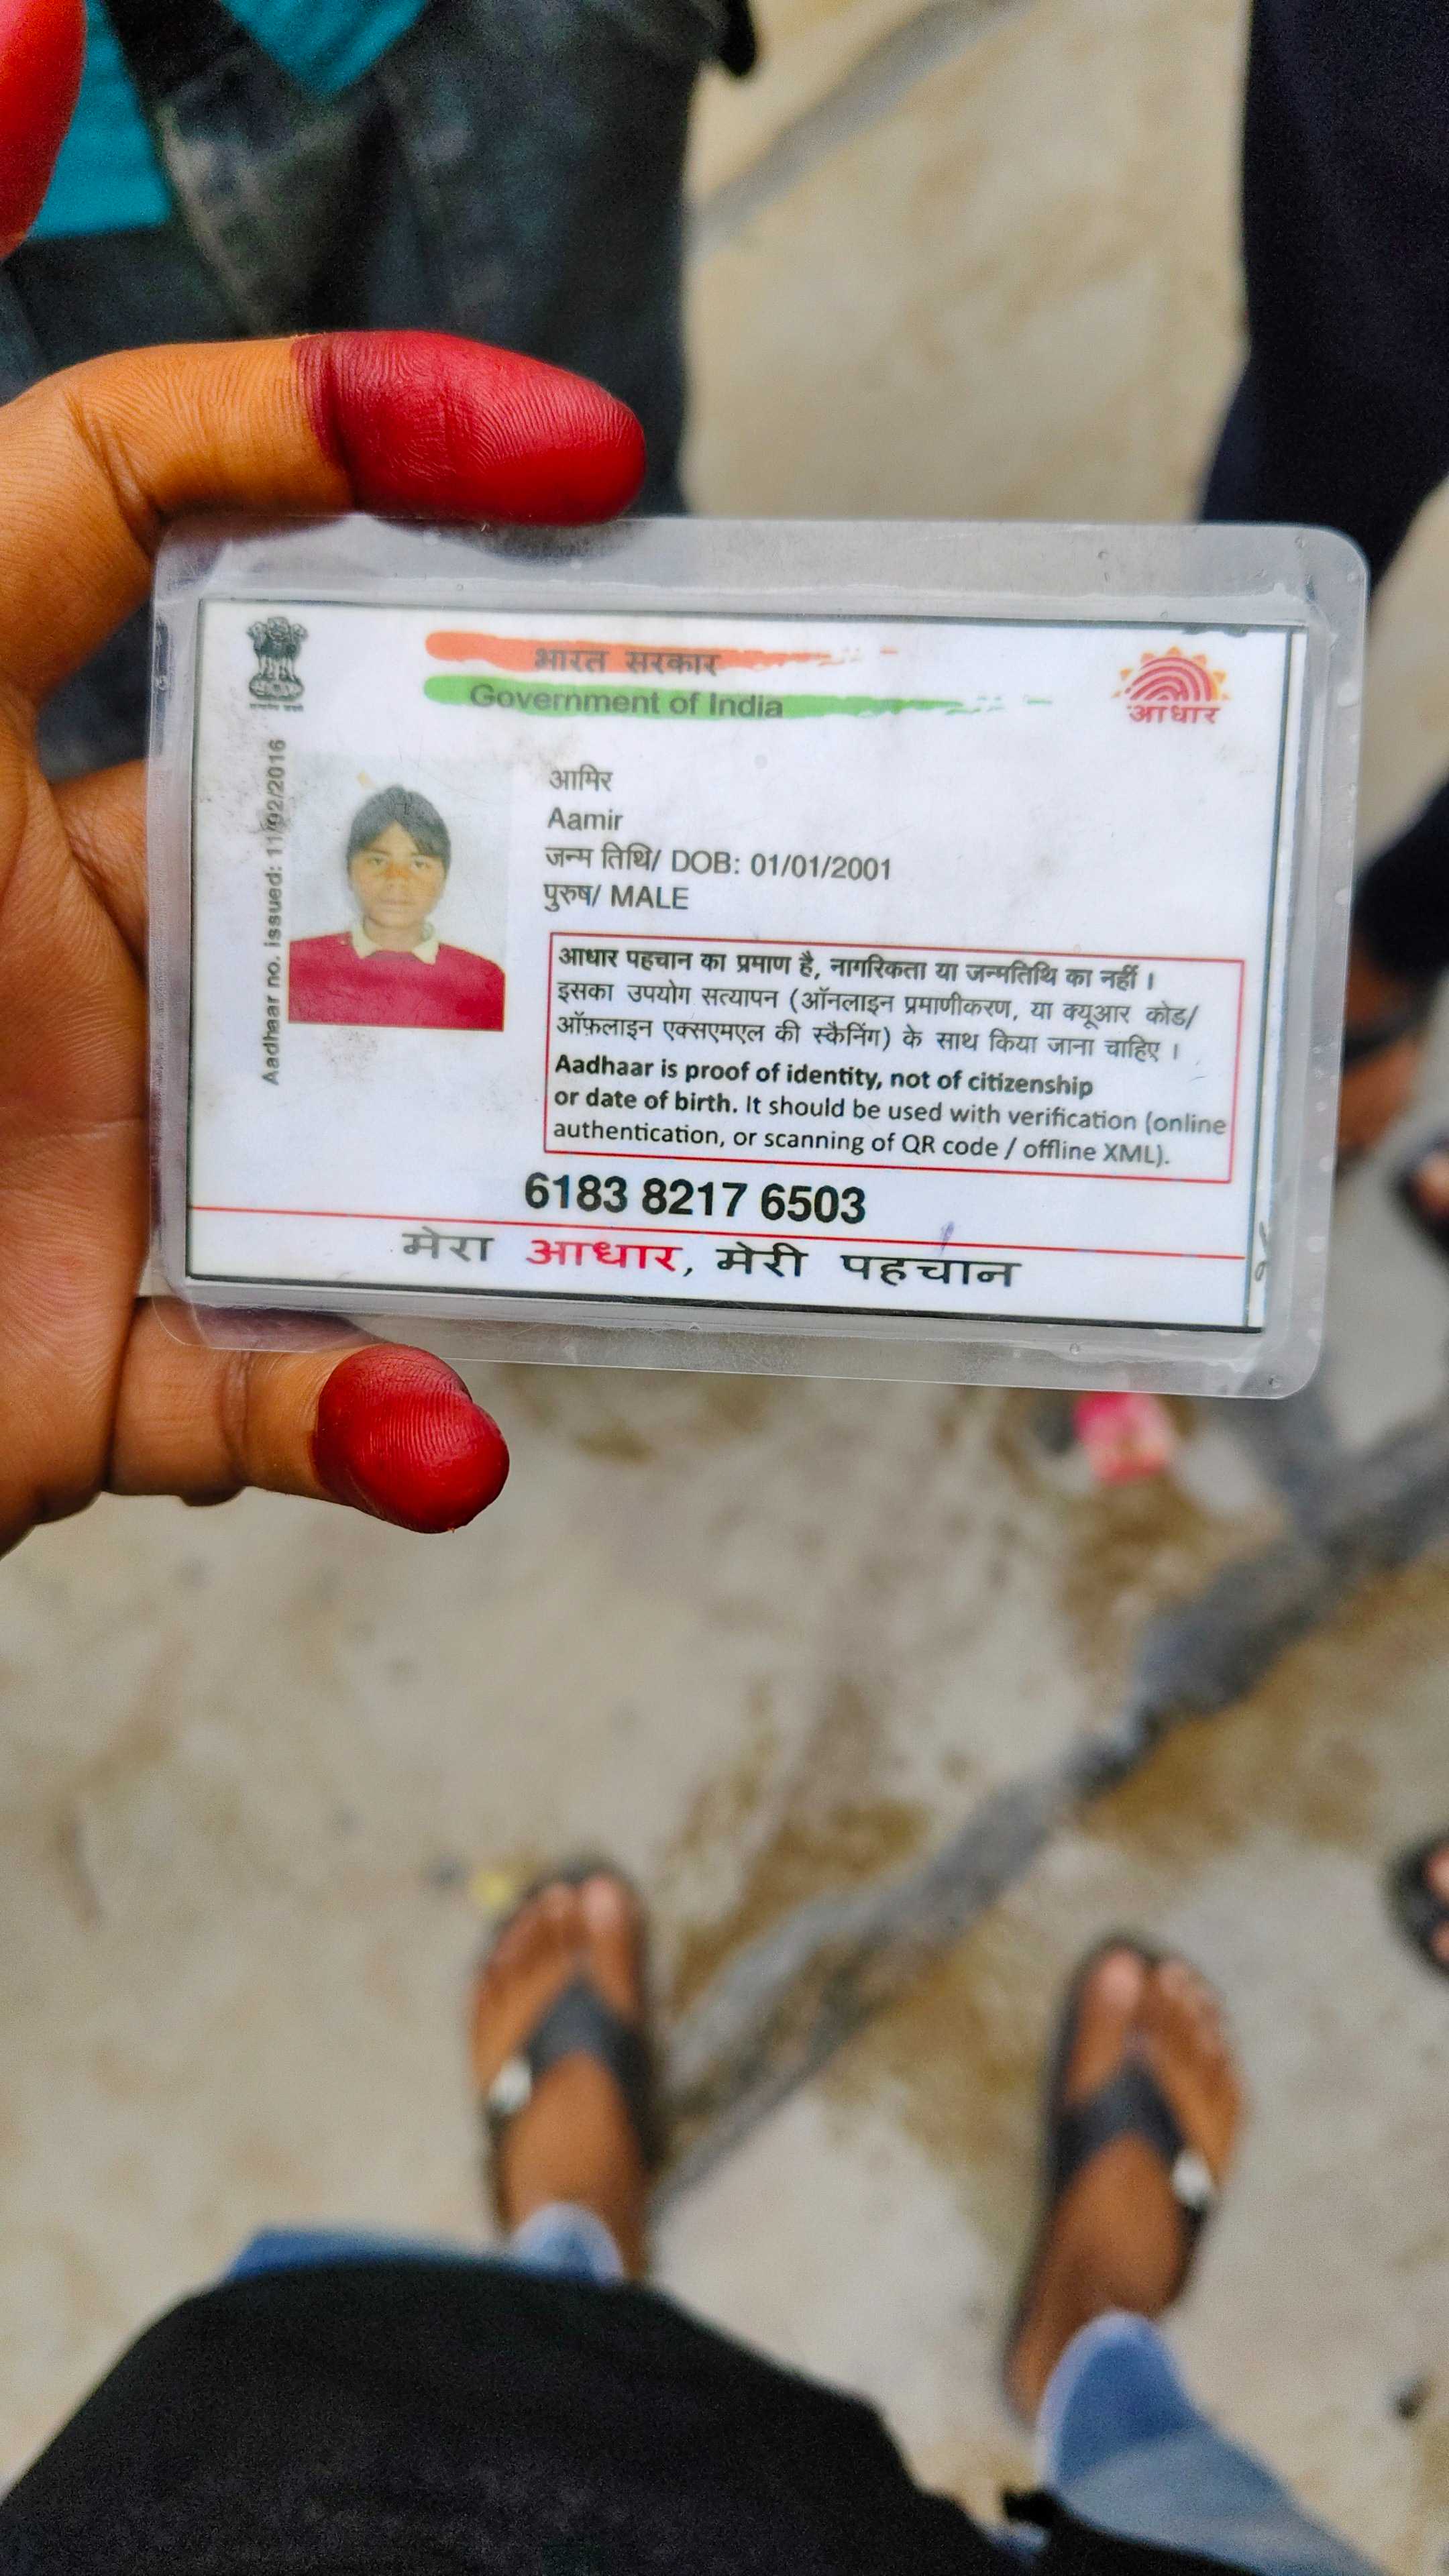 भारत सरकार
Government of India
आधार
Aadhaar no. issued: 11/02/2016
आमिर
Aamir
जन्म तिथि/ DOB: 01/01/2001
पुरुष/ MALE
आधार पहचान का प्रमाण है, नागरिकता या जन्मतिथि का नहीं ।
इसका उपयोग सत्यापन (ऑनलाइन प्रमाणीकरण, या क्यूआर कोड/
ऑफ़लाइन एक्सएमएल की स्कैनिंग) के साथ किया जाना चाहिए ।
Aadhaar is proof of identity, not of citizenship
or date of birth. It should be used with verification (online
authentication, or scanning of QR code / offline XML).
6183 8217 6503
मेरा आधार, मेरी पहचान